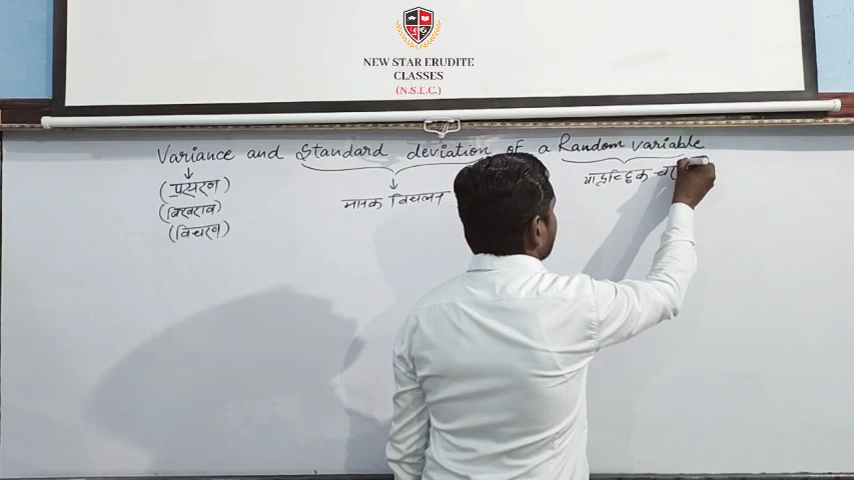 NEW STAR ERUDITE
CLASSES
(N.S.E.C.)
Variance and Standard deviation of a Random variable
(प्रसरण)
(बिखराव)
(विचरण)
मानक विचलन
यादृच्छिक-च